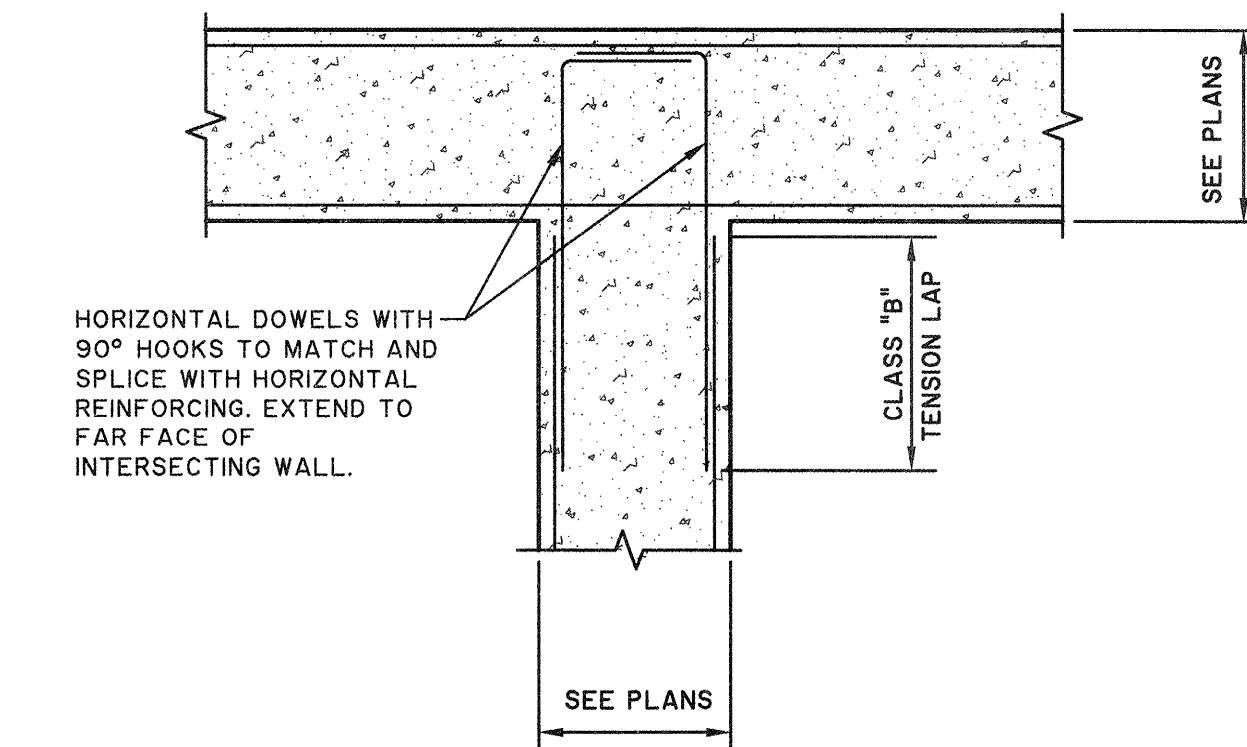 SEE PLANS
HORIZONTAL DOWELS WITH
90° HOOKS TO MATCH AND
SPLICE WITH HORIZONTAL
REINFORCING. EXTEND TO
FAR FACE OF
INTERSECTING WALL.
CLASS "B"
TENSION LAP
SEE PLANS